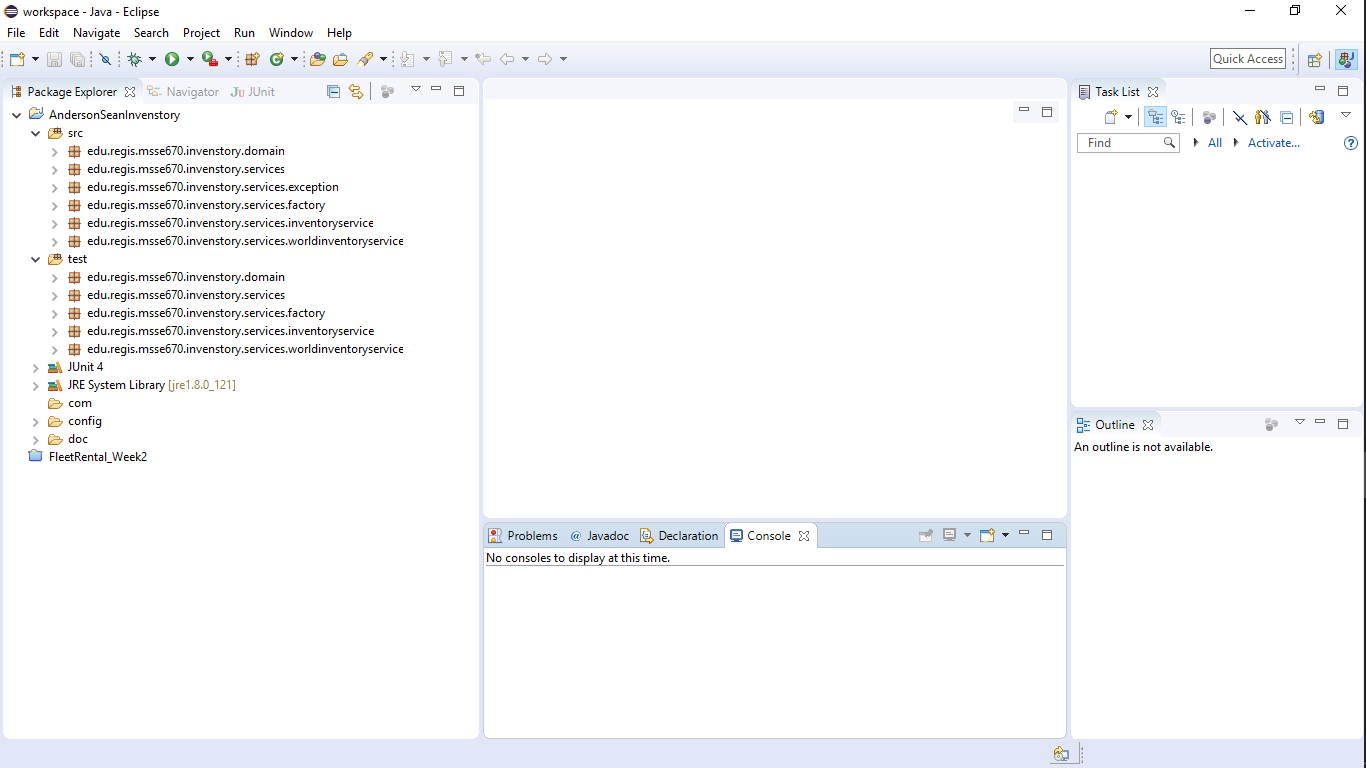 workspace - Java - Eclipse
File Edit Navigate Search Project Run Window Help
Quick Access
Package Explorer Navigator JUnit
AndersonSeanInvenstory
src
edu.regis.msse670.invenstory.domain
edu.regis.msse670.invenstory.services
edu.regis.msse670.invenstory.services.exception
edu.regis.msse670.invenstory.services.factory
edu.regis.msse670.invenstory.services.inventoryservice
edu.regis.msse670.invenstory.services.worldinventoryservice
test
edu.regis.msse670.invenstory.domain
edu.regis.msse670.invenstory.services
edu.regis.msse670.invenstory.services.factory
edu.regis.msse670.invenstory.services.inventoryservice
edu.regis.msse670.invenstory.services.worldinventoryservice
JUnit 4
JRE System Library [jre1.8.0_121]
com
config
doc
FleetRental_Week2
Problems @ Javadoc Declaration Console
No consoles to display at this time.
Task List
Find All Activate...
Outline
An outline is not available.